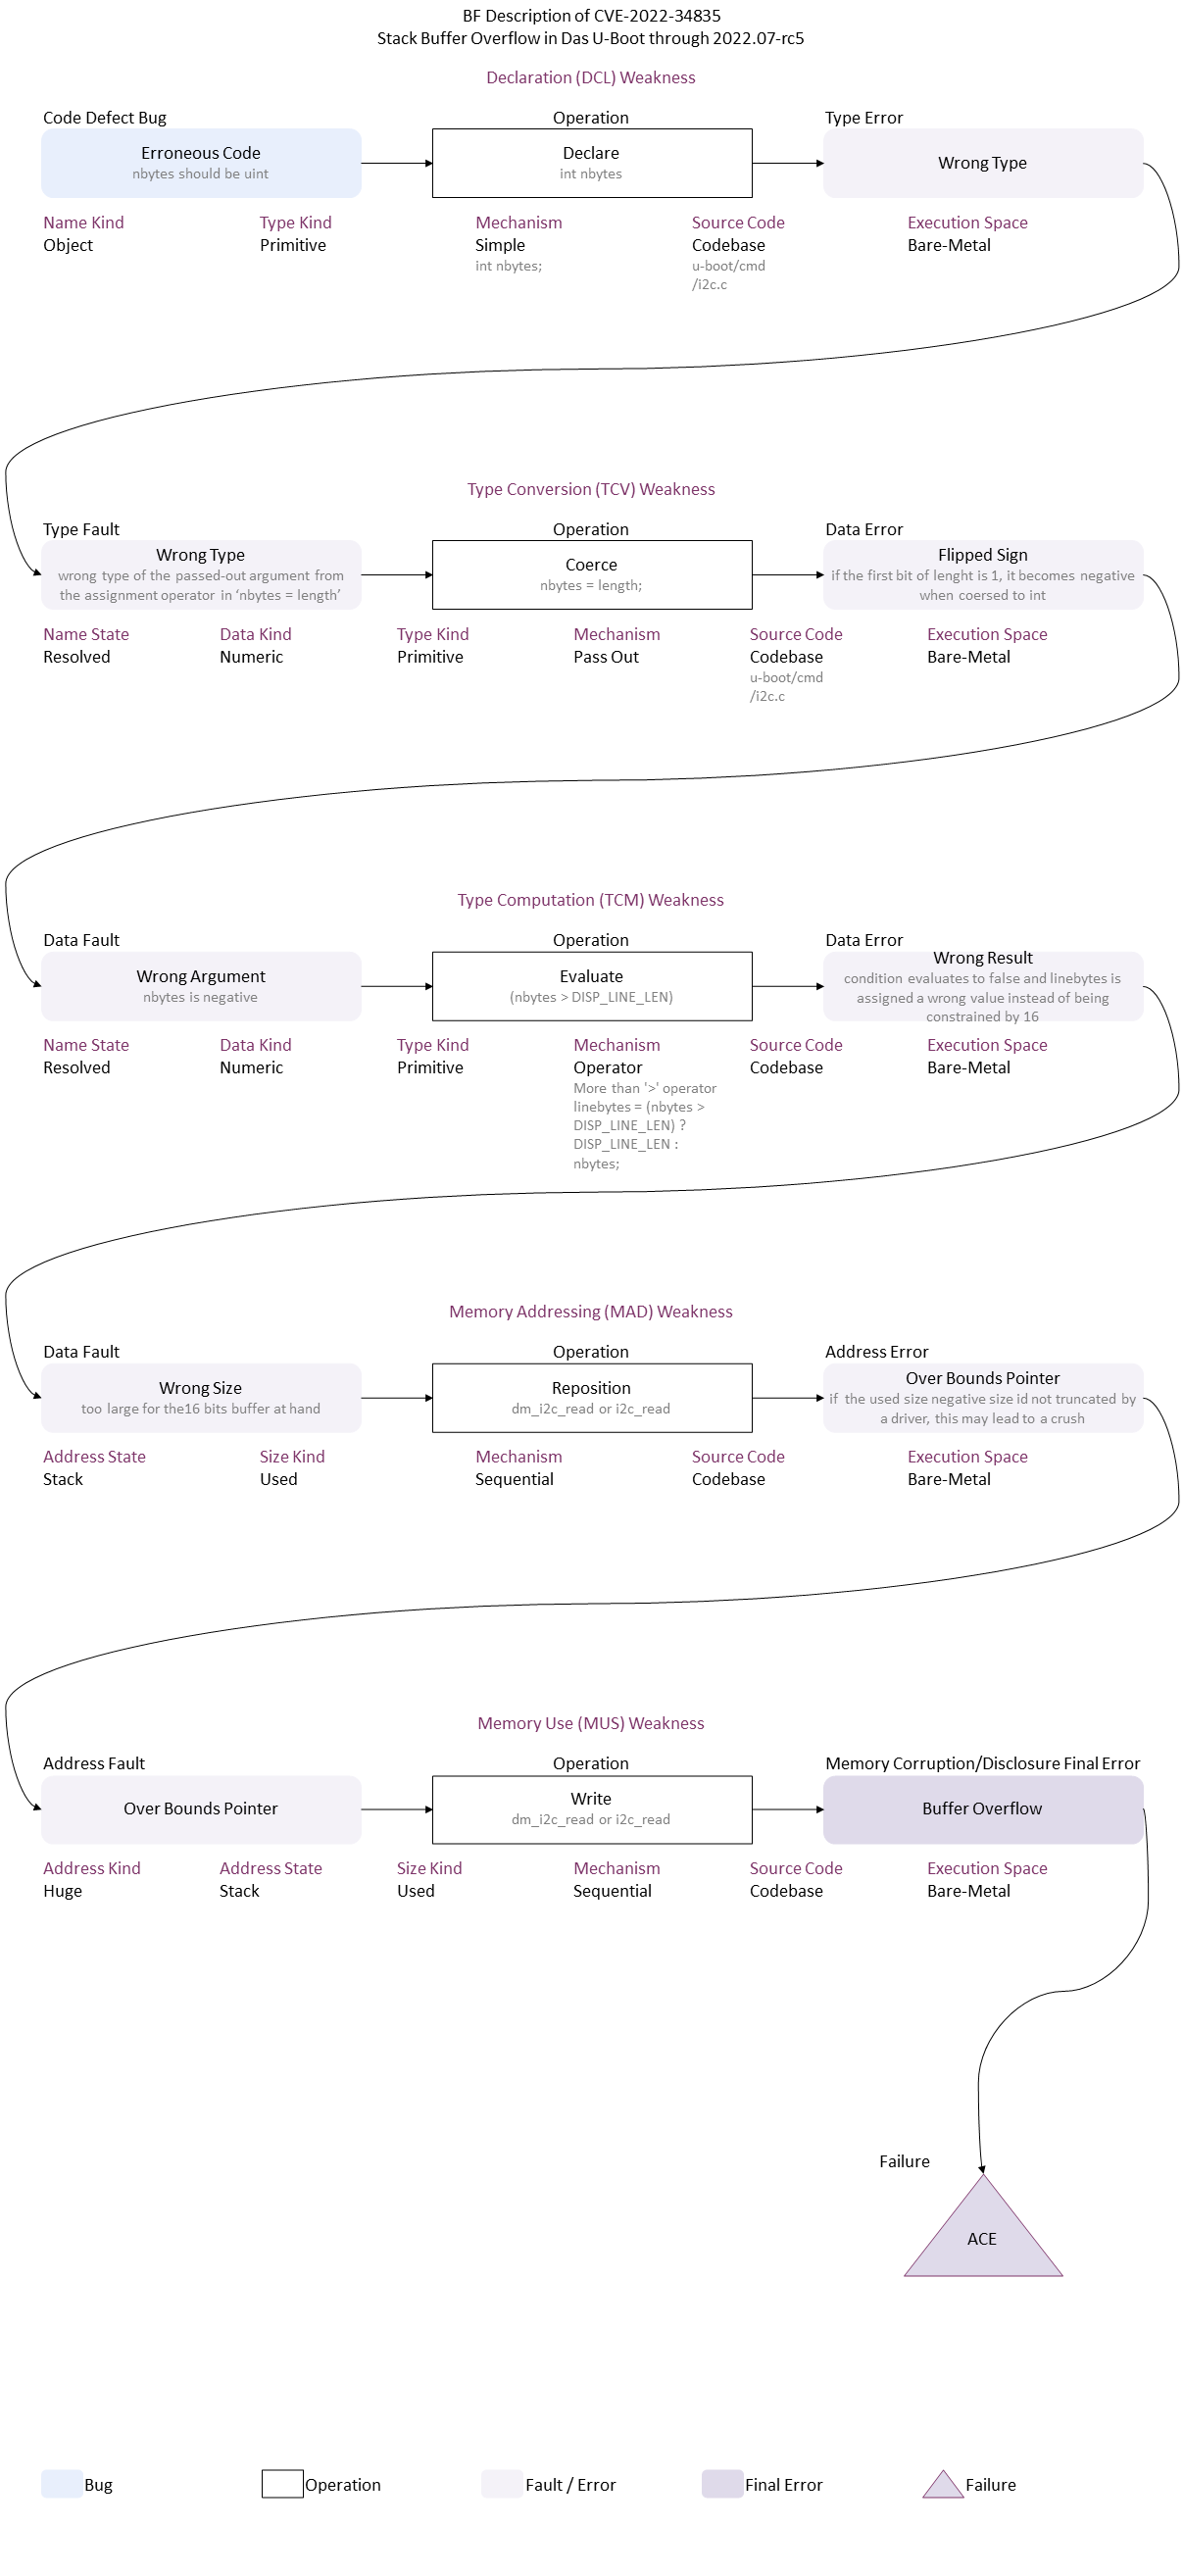 BF Description of CVE-2022-34835
Stack Buffer Overflow in Das U-Boot through 2022.07-rc5
Declaration (DCL) Weakness
Code Defect Bug
Operation
Type Error
Erroneous Code
nbytes should be uint
Declare
int nbytes
Wrong Type
Name Kind
Object
Type Kind
Primitive
Mechanism
Simple
int nbytes;
Source Code
Codebase
u-boot/cmd
/i2c.c
Execution Space
Bare-Metal
Type Conversion (TCV) Weakness
Type Fault
Operation
Data Error
Wrong Type
wrong type of the passed-out argument from
the assignment operator in ‘nbytes = length’
Coerce
nbytes = length;
Flipped Sign
if the first bit of lenght is 1, it becomes negative
when coersed to int
Name State
Resolved
Data Kind
Numeric
Type Kind
Primitive
Mechanism
Pass Out
Source Code
Codebase
u-boot/cmd
/i2c.c
Execution Space
Bare-Metal
Type Computation (TCM) Weakness
Data Fault
Operation
Data Error
Wrong Argument
nbytes is negative
Evaluate
(nbytes > DISP_LINE_LEN)
Wrong Result
condition evaluates to false and linebytes is
assigned a wrong value instead of being
constrained by 16
Name State
Resolved
Data Kind
Numeric
Type Kind
Primitive
Mechanism
Operator
More than '>' operator
linebytes = (nbytes >
DISP_LINE_LEN) ?
DISP_LINE_LEN :
nbytes;
Source Code
Codebase
Execution Space
Bare-Metal
Memory Addressing (MAD) Weakness
Data Fault
Operation
Address Error
Wrong Size
too large for the16 bits buffer at hand
Reposition
dm_i2c_read or i2c_read
Over Bounds Pointer
if the used size negative size id not truncated by
a driver, this may lead to a crush
Address State
Stack
Size Kind
Used
Mechanism
Sequential
Source Code
Codebase
Execution Space
Bare-Metal
Memory Use (MUS) Weakness
Address Fault
Operation
Memory Corruption/Disclosure Final Error
Over Bounds Pointer
Write
dm_i2c_read or i2c_read
Buffer Overflow
Address Kind
Huge
Address State
Stack
Size Kind
Used
Mechanism
Sequential
Source Code
Codebase
Execution Space
Bare-Metal
Failure
ACE
Bug
Operation
Fault / Error
Final Error
Failure